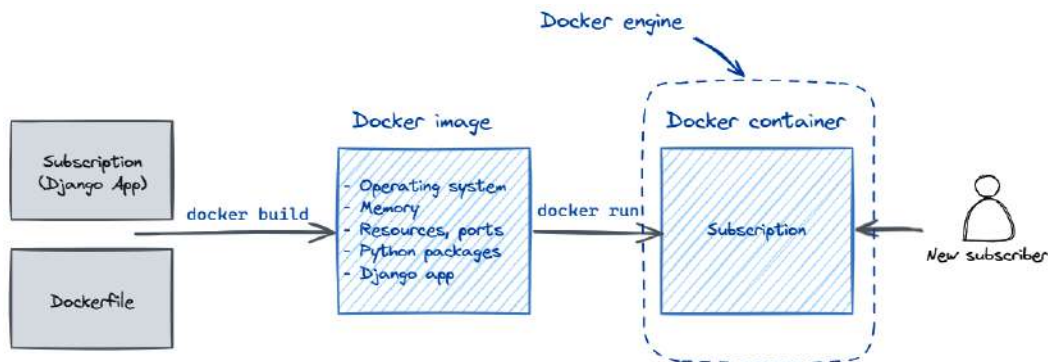 Docker engine
Docker image
Docker container
Subscription
(Django App)
docker build
- Operating system
- Memory
- Resources, ports
- Python packages
- Django app
docker run
Subscription
New subscriber
Dockerfile